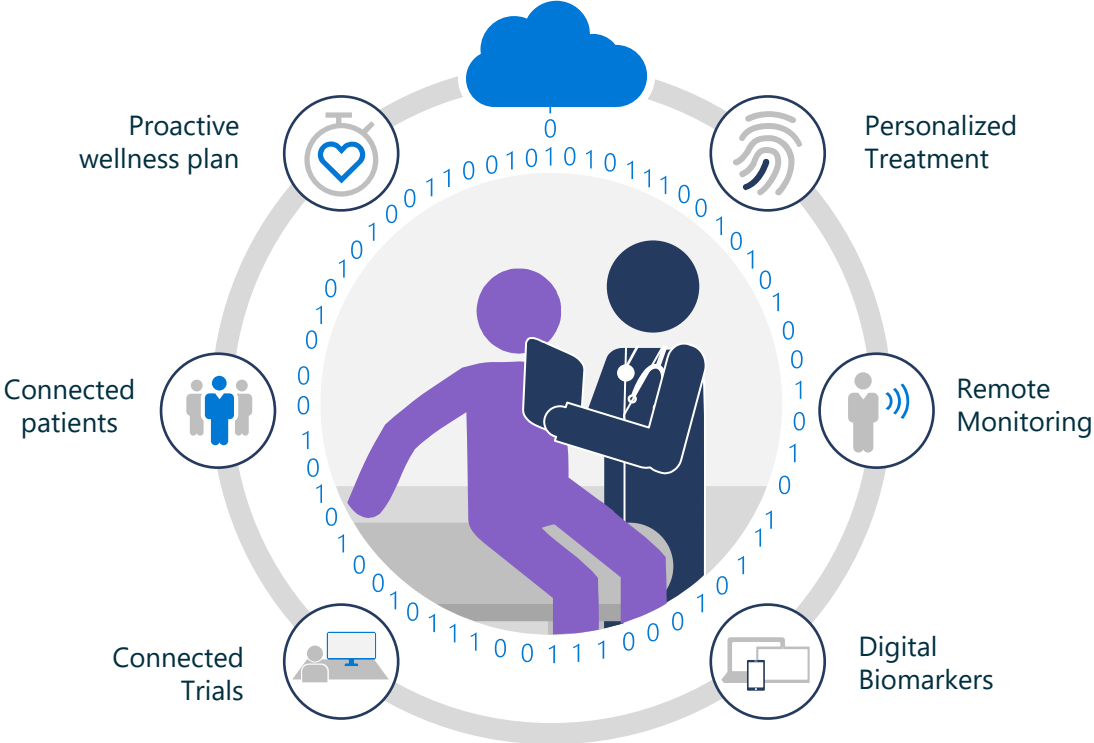 Proactive
wellness plan
Personalized
Treatment
Connected
patients
Remote
Monitoring
Connected
Trials
Digital
Biomarkers